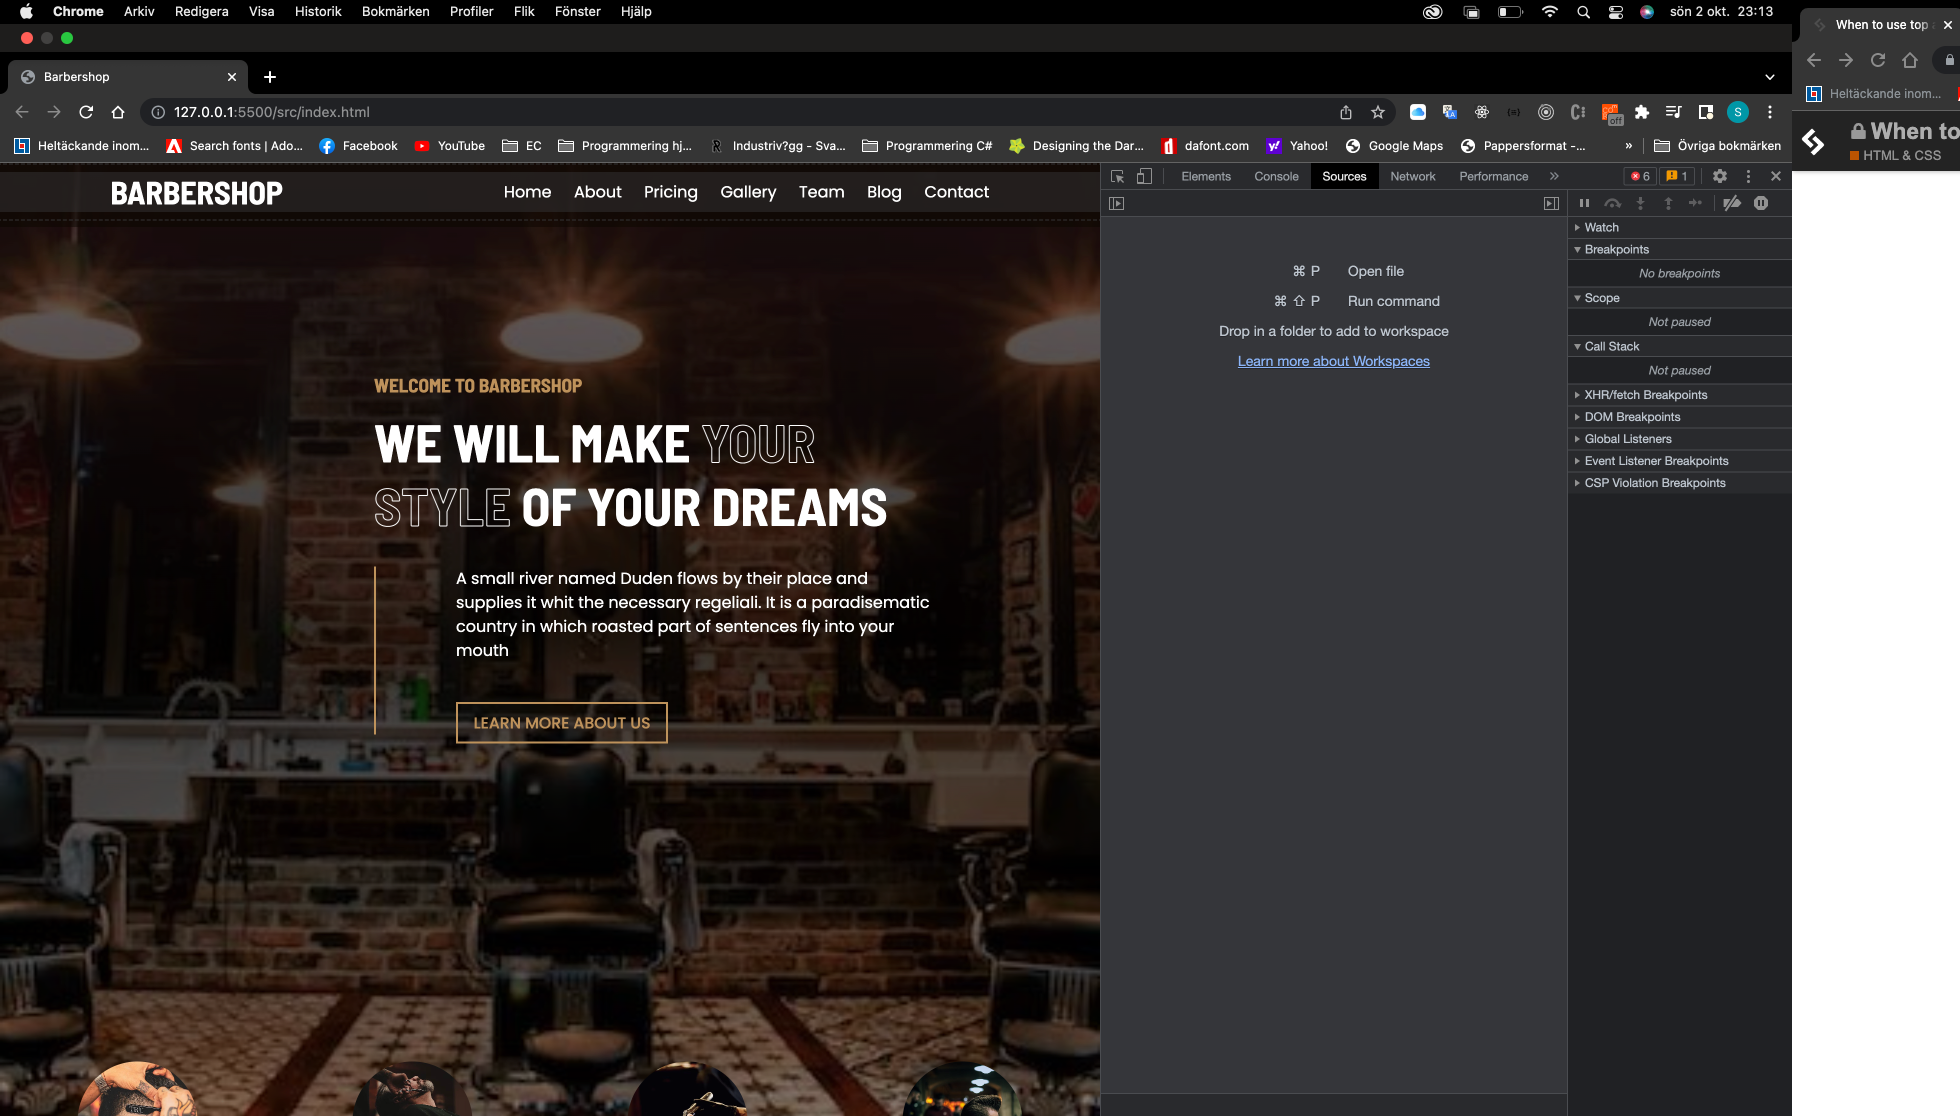 Chrome Arkiv Redigera Visa Historik Bokmärken Profiler Flik Fönster Hjälp sön 2 okt. 23:13
Barbershop
127.0.0.1:5500/src/index.html
off
S
Heltäckande inom... Search fonts | Ado... Facebook YouTube EC Programmering hj... Industriv?gg - Sva... Programmering C# Designing the Dar... dafont.com Yahoo! Google Maps Pappersformat -... » Övriga bokmärken
BARBERSHOP
Home About Pricing Gallery Team Blog Contact
WELCOME TO BARBERSHOP
WE WILL MAKE YOUR
STYLE OF YOUR DREAMS
A small river named Duden flows by their place and
supplies it whit the necessary regeliali. It is a paradisematic
country in which roasted part of sentences fly into your
mouth
LEARN MORE ABOUT US
Elements Console Sources Network Performance » 6 1
⌘ P Open file
⌘ ⇧ P Run command
Drop in a folder to add to workspace
Learn more about Workspaces
Watch
Breakpoints
No breakpoints
Scope
Not paused
Call Stack
Not paused
XHR/fetch Breakpoints
DOM Breakpoints
Global Listeners
Event Listener Breakpoints
CSP Violation Breakpoints
When to use top
Heltäckande inom...
When to
HTML & CSS